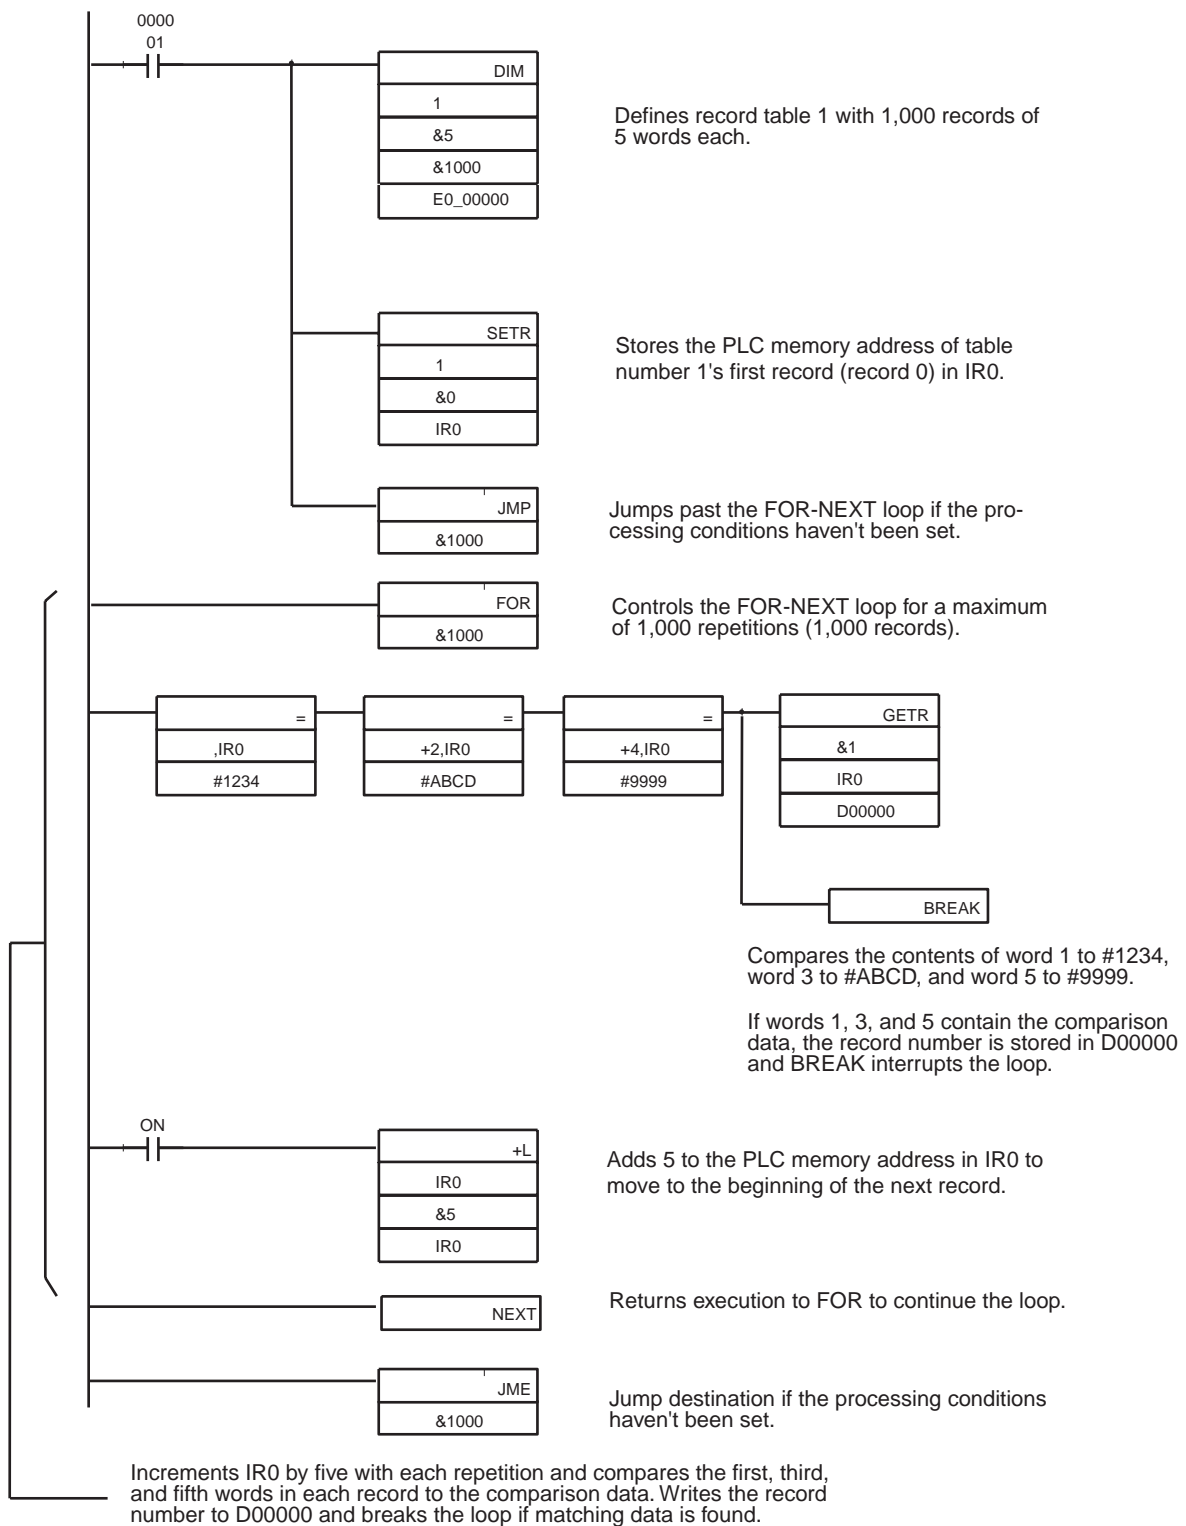 0000
01
DIM
1
&5
&1000
E0_00000
Defines record table 1 with 1,000 records of
5 words each.
SETR
1
&0
IR0
Stores the PLC memory address of table
number 1's first record (record 0) in IR0.
JMP
&1000
Jumps past the FOR-NEXT loop if the pro-
cessing conditions haven't been set.
FOR
&1000
Controls the FOR-NEXT loop for a maximum
of 1,000 repetitions (1,000 records).
=
,IR0
#1234
=
+2,IR0
#ABCD
=
+4,IR0
#9999
GETR
&1
IR0
D00000
BREAK
Compares the contents of word 1 to #1234,
word 3 to #ABCD, and word 5 to #9999.
If words 1, 3, and 5 contain the comparison
data, the record number is stored in D00000
and BREAK interrupts the loop.
ON
+L
IR0
&5
IR0
Adds 5 to the PLC memory address in IR0 to
move to the beginning of the next record.
NEXT
Returns execution to FOR to continue the loop.
JME
&1000
Jump destination if the processing conditions
haven't been set.
Increments IR0 by five with each repetition and compares the first, third,
and fifth words in each record to the comparison data. Writes the record
number to D00000 and breaks the loop if matching data is found.